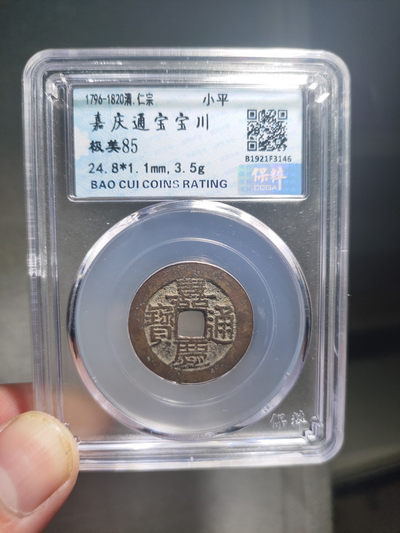 1796-1820清.仁宗 小平
嘉庆通宝宝川
极美85
24.8*1.1mm,3.5g
BAO CUI COINS RATING
B1921F3146
保粹
嘉慶通寶